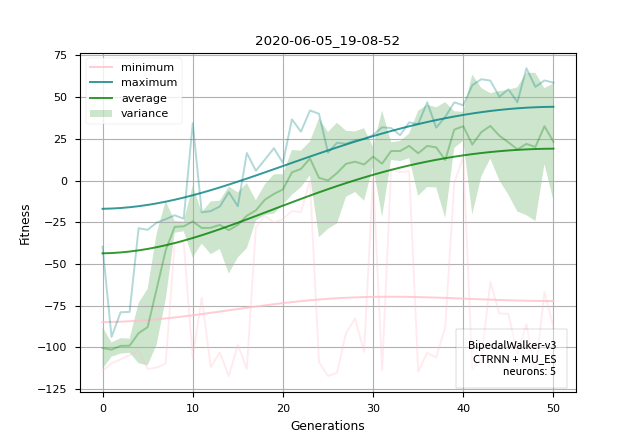 2020-06-05_19-08-52
minimum
maximum
average
variance
75
50
25
0
−25
−50
−75
−100
−125
Fitness
BipedalWalker-v3
CTRNN + MU_ES
neurons: 5
0 10 20 30 40 50
Generations